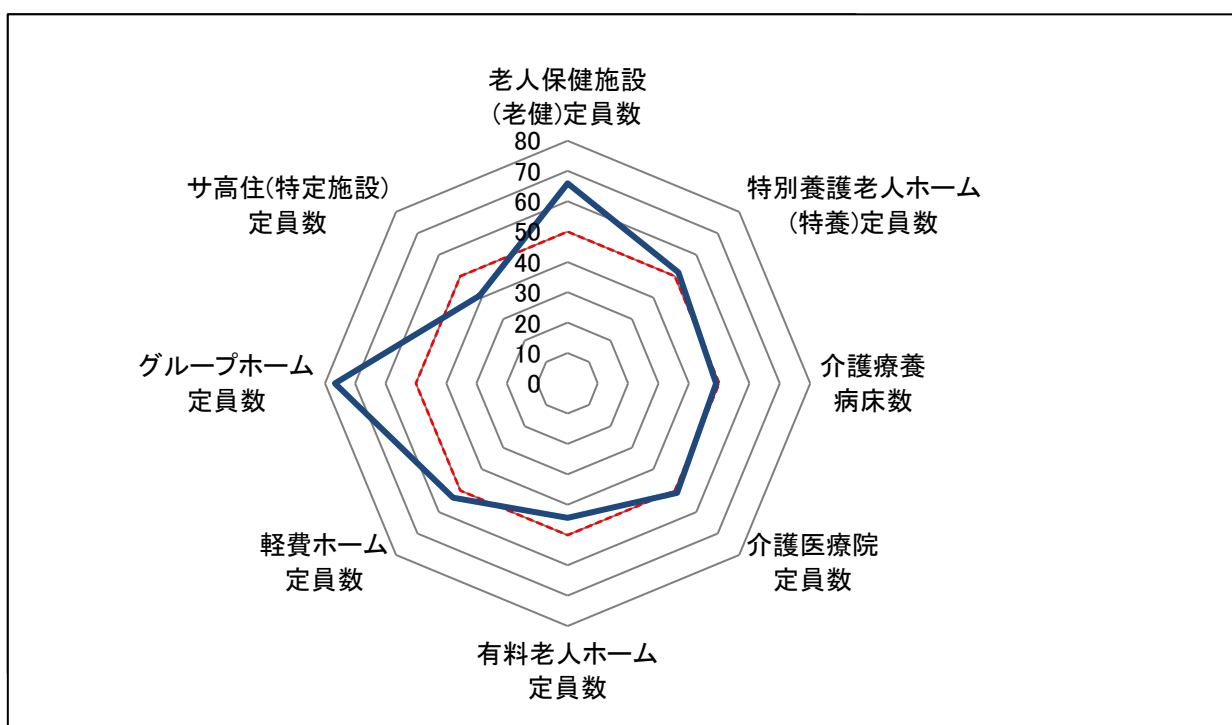 老人保健施設
(老健)定員数
特別養護老人ホーム
(特養)定員数
介護療養
病床数
介護医療院
定員数
有料老人ホーム
定員数
軽費ホーム
定員数
グループホーム
定員数
サ高住(特定施設)
定員数
80
70
60
50
40
30
20
10
0